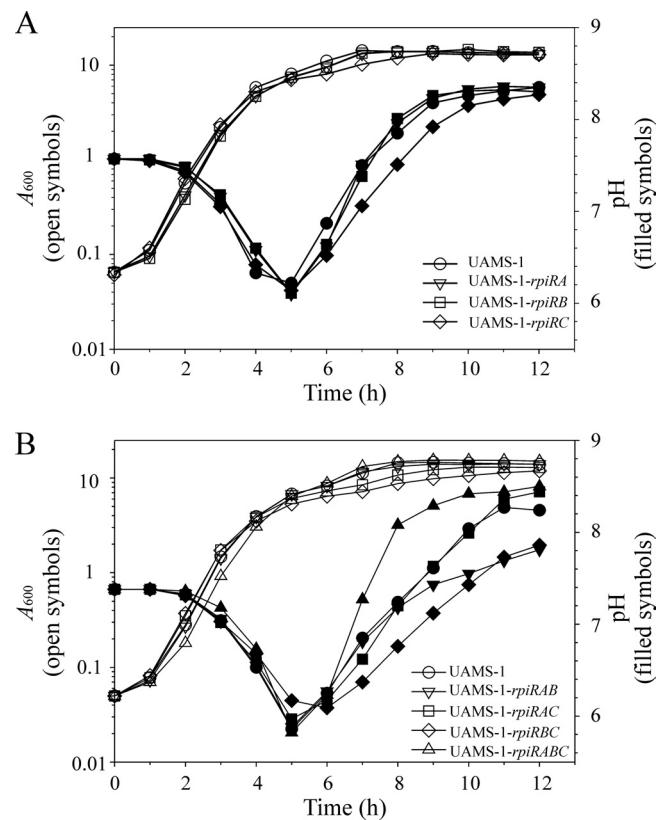 A
10
1
0.1
0.01
A600
(open symbols)
9
8
7
6
pH
(filled symbols)
UAMS-1
UAMS-1-rpiRA
UAMS-1-rpiRB
UAMS-1-rpiRC
0 2 4 6 8 10 12
Time (h)
B
10
1
0.1
0.01
A600
(open symbols)
9
8
7
6
pH
(filled symbols)
UAMS-1
UAMS-1-rpiRAB
UAMS-1-rpiRAC
UAMS-1-rpiRBC
UAMS-1-rpiRABC
0 2 4 6 8 10 12
Time (h)